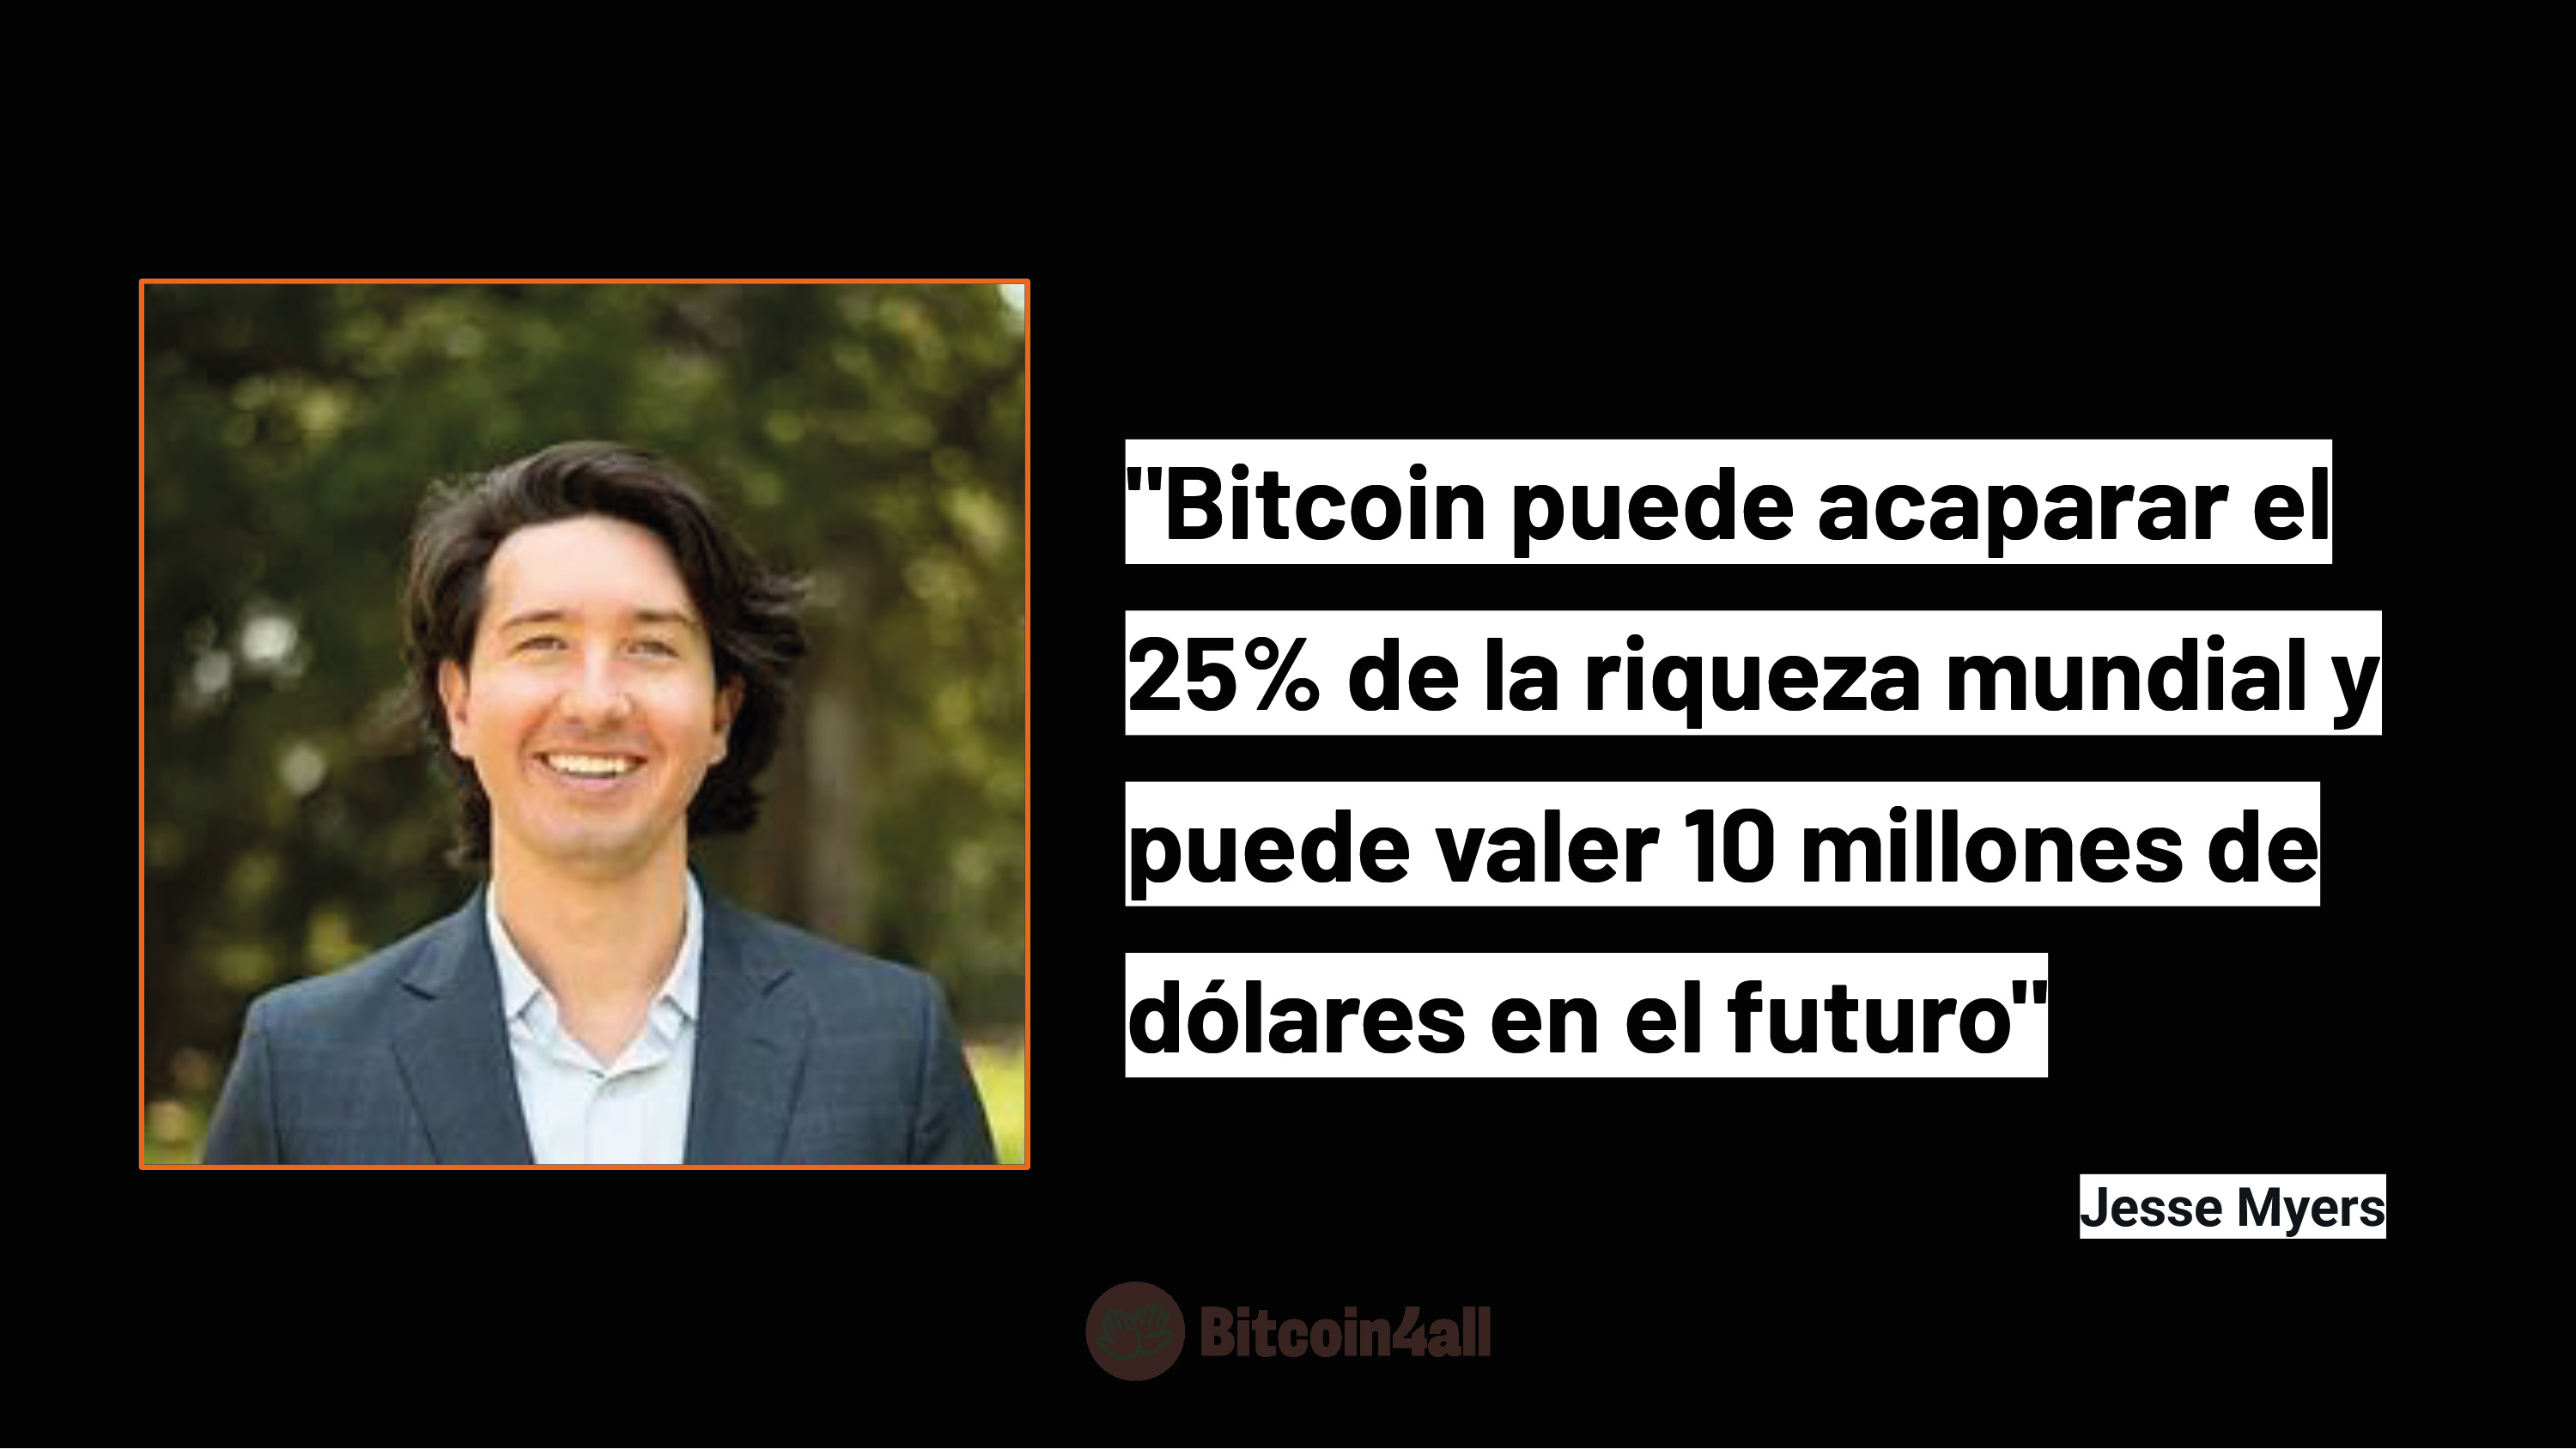 "Bitcoin puede acaparar el
25% de la riqueza mundial y
puede valer 10 millones de
dólares en el futuro"
Jesse Myers
Bitcoin4all